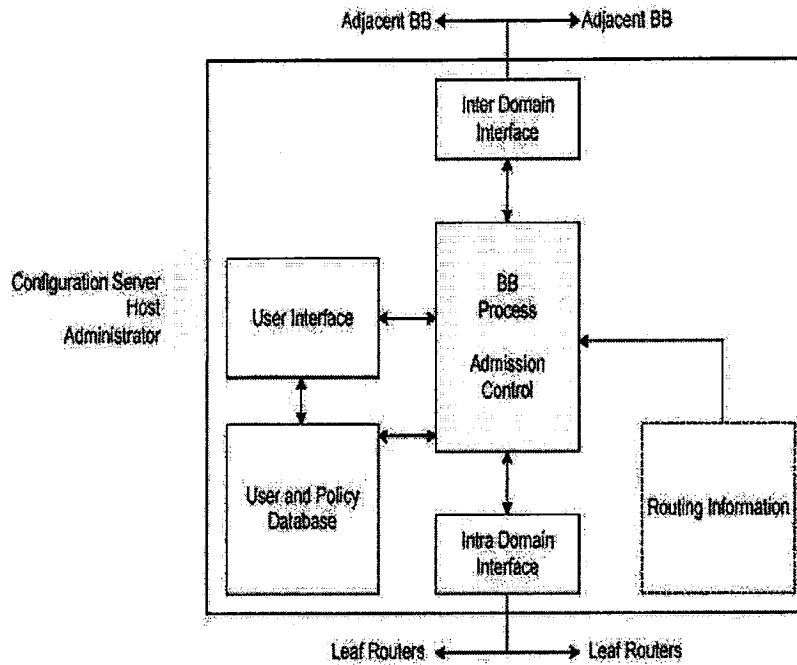 Adjacent BB
Adjacent BB
Inter Domain
Interface
Configuration Server
Host
Administrator
User Interface
BB
Process
Admission
Control
User and Policy
Database
Routing Information
Intra Domain
Interface
Leaf Routers
Leaf Routers